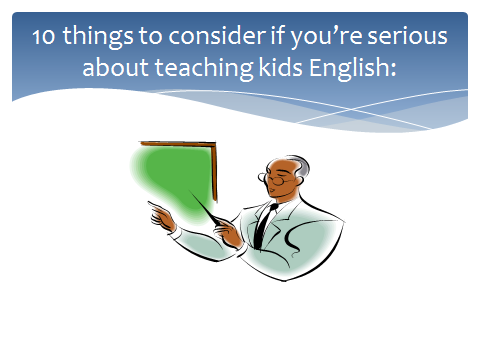 10 things to consider if you’re serious
about teaching kids English: